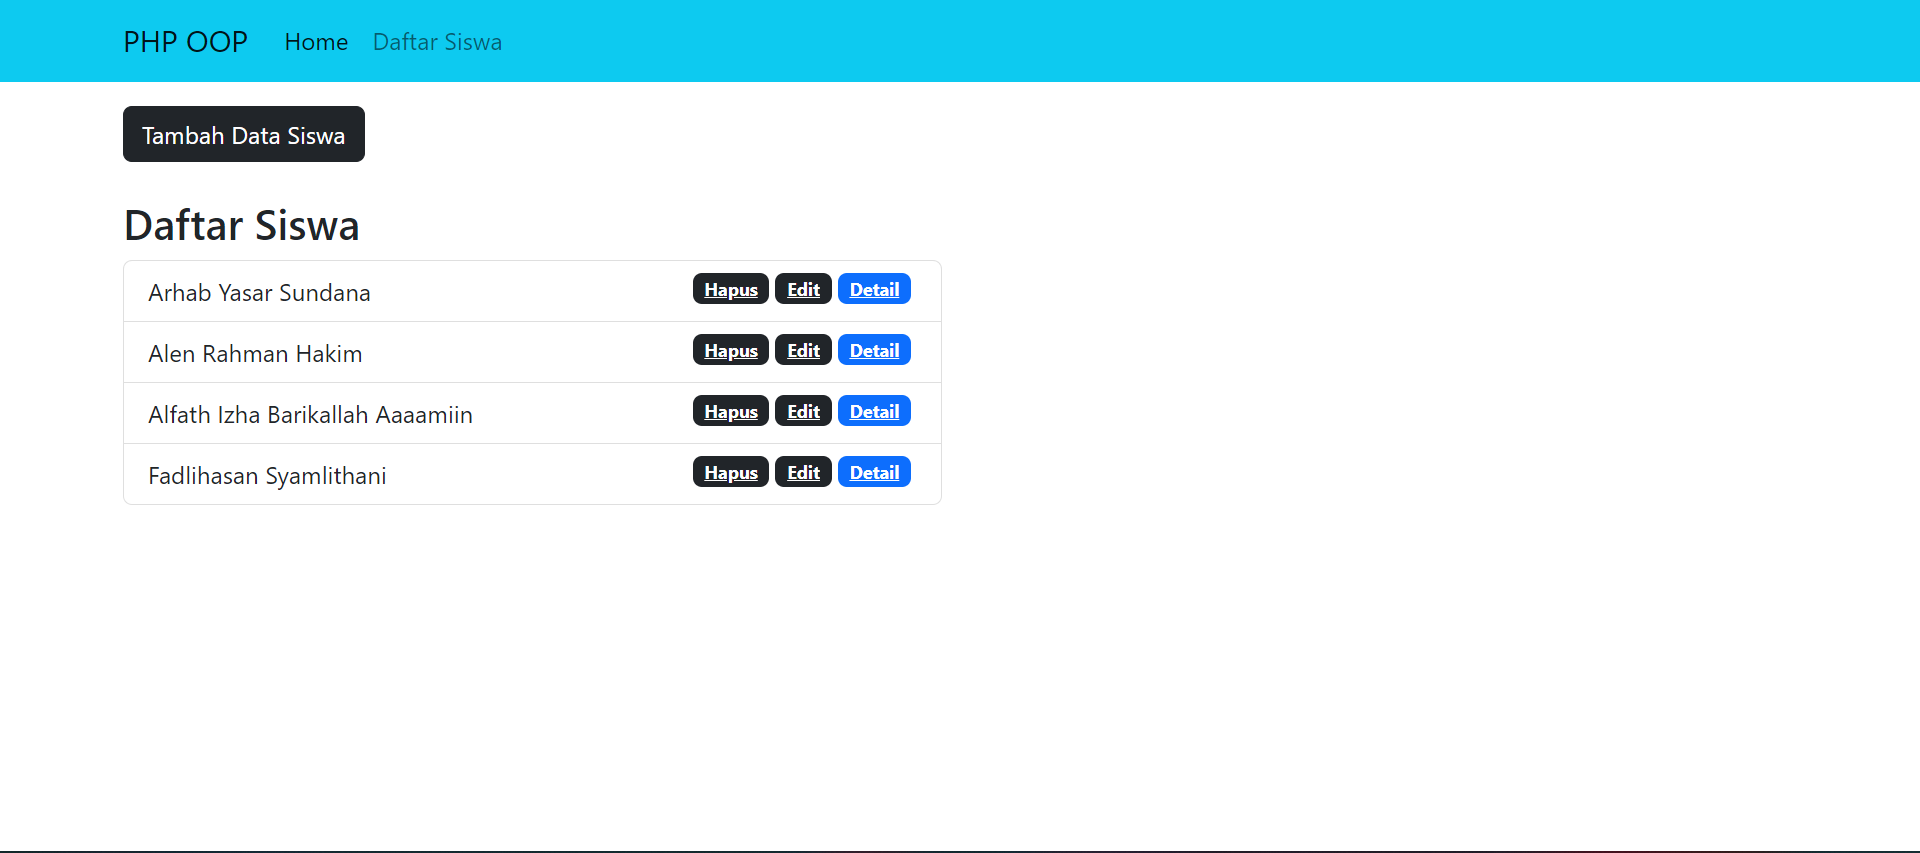 PHP OOP Home Daftar Siswa
Tambah Data Siswa
Daftar Siswa
Arhab Yasar Sundana Hapus Edit Detail
Alen Rahman Hakim Hapus Edit Detail
Alfath Izha Barikallah Aaaamiin Hapus Edit Detail
Fadlihasan Syamlithani Hapus Edit Detail